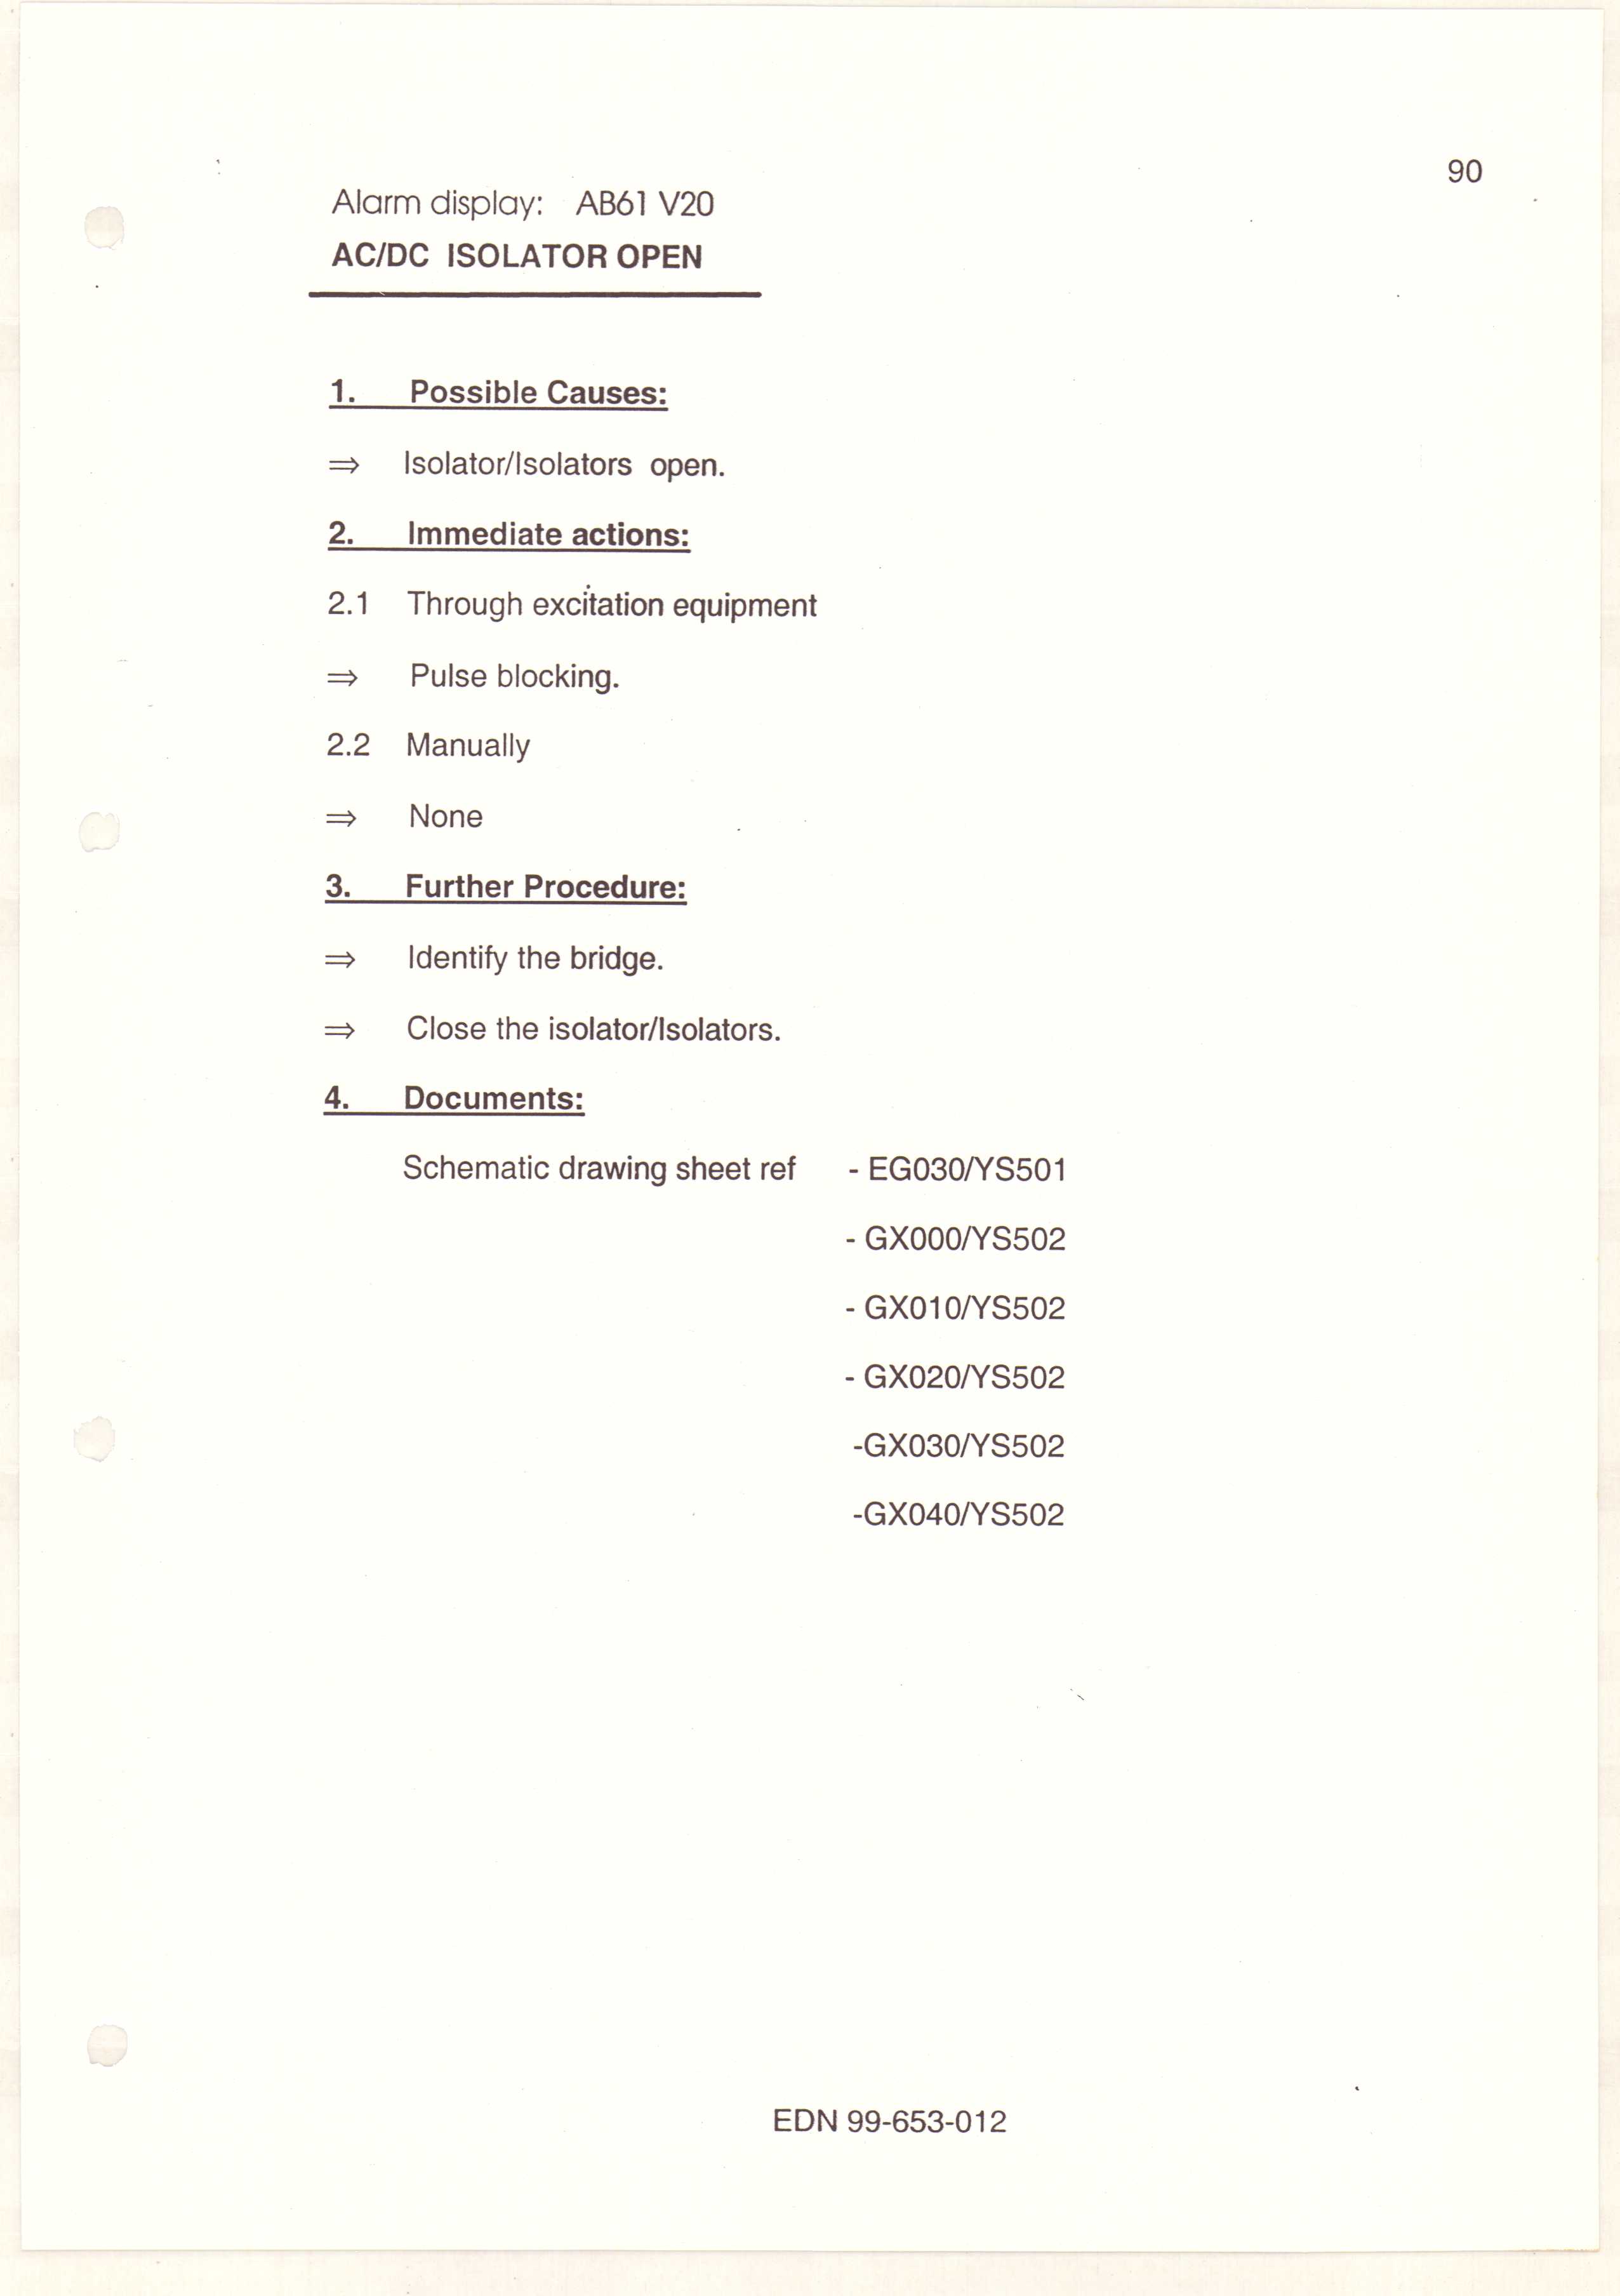 90
Alarm display: AB61 V20
AC/DC ISOLATOR OPEN
1. Possible Causes:
⇒ Isolator/Isolators open.
2. Immediate actions:
2.1 Through excitation equipment
⇒ Pulse blocking.
2.2 Manually
⇒ None
3. Further Procedure:
⇒ Identify the bridge.
⇒ Close the isolator/Isolators.
4. Documents:
Schematic drawing sheet ref - EG030/YS501
- GX000/YS502
- GX010/YS502
- GX020/YS502
-GX030/YS502
-GX040/YS502
EDN 99-653-012